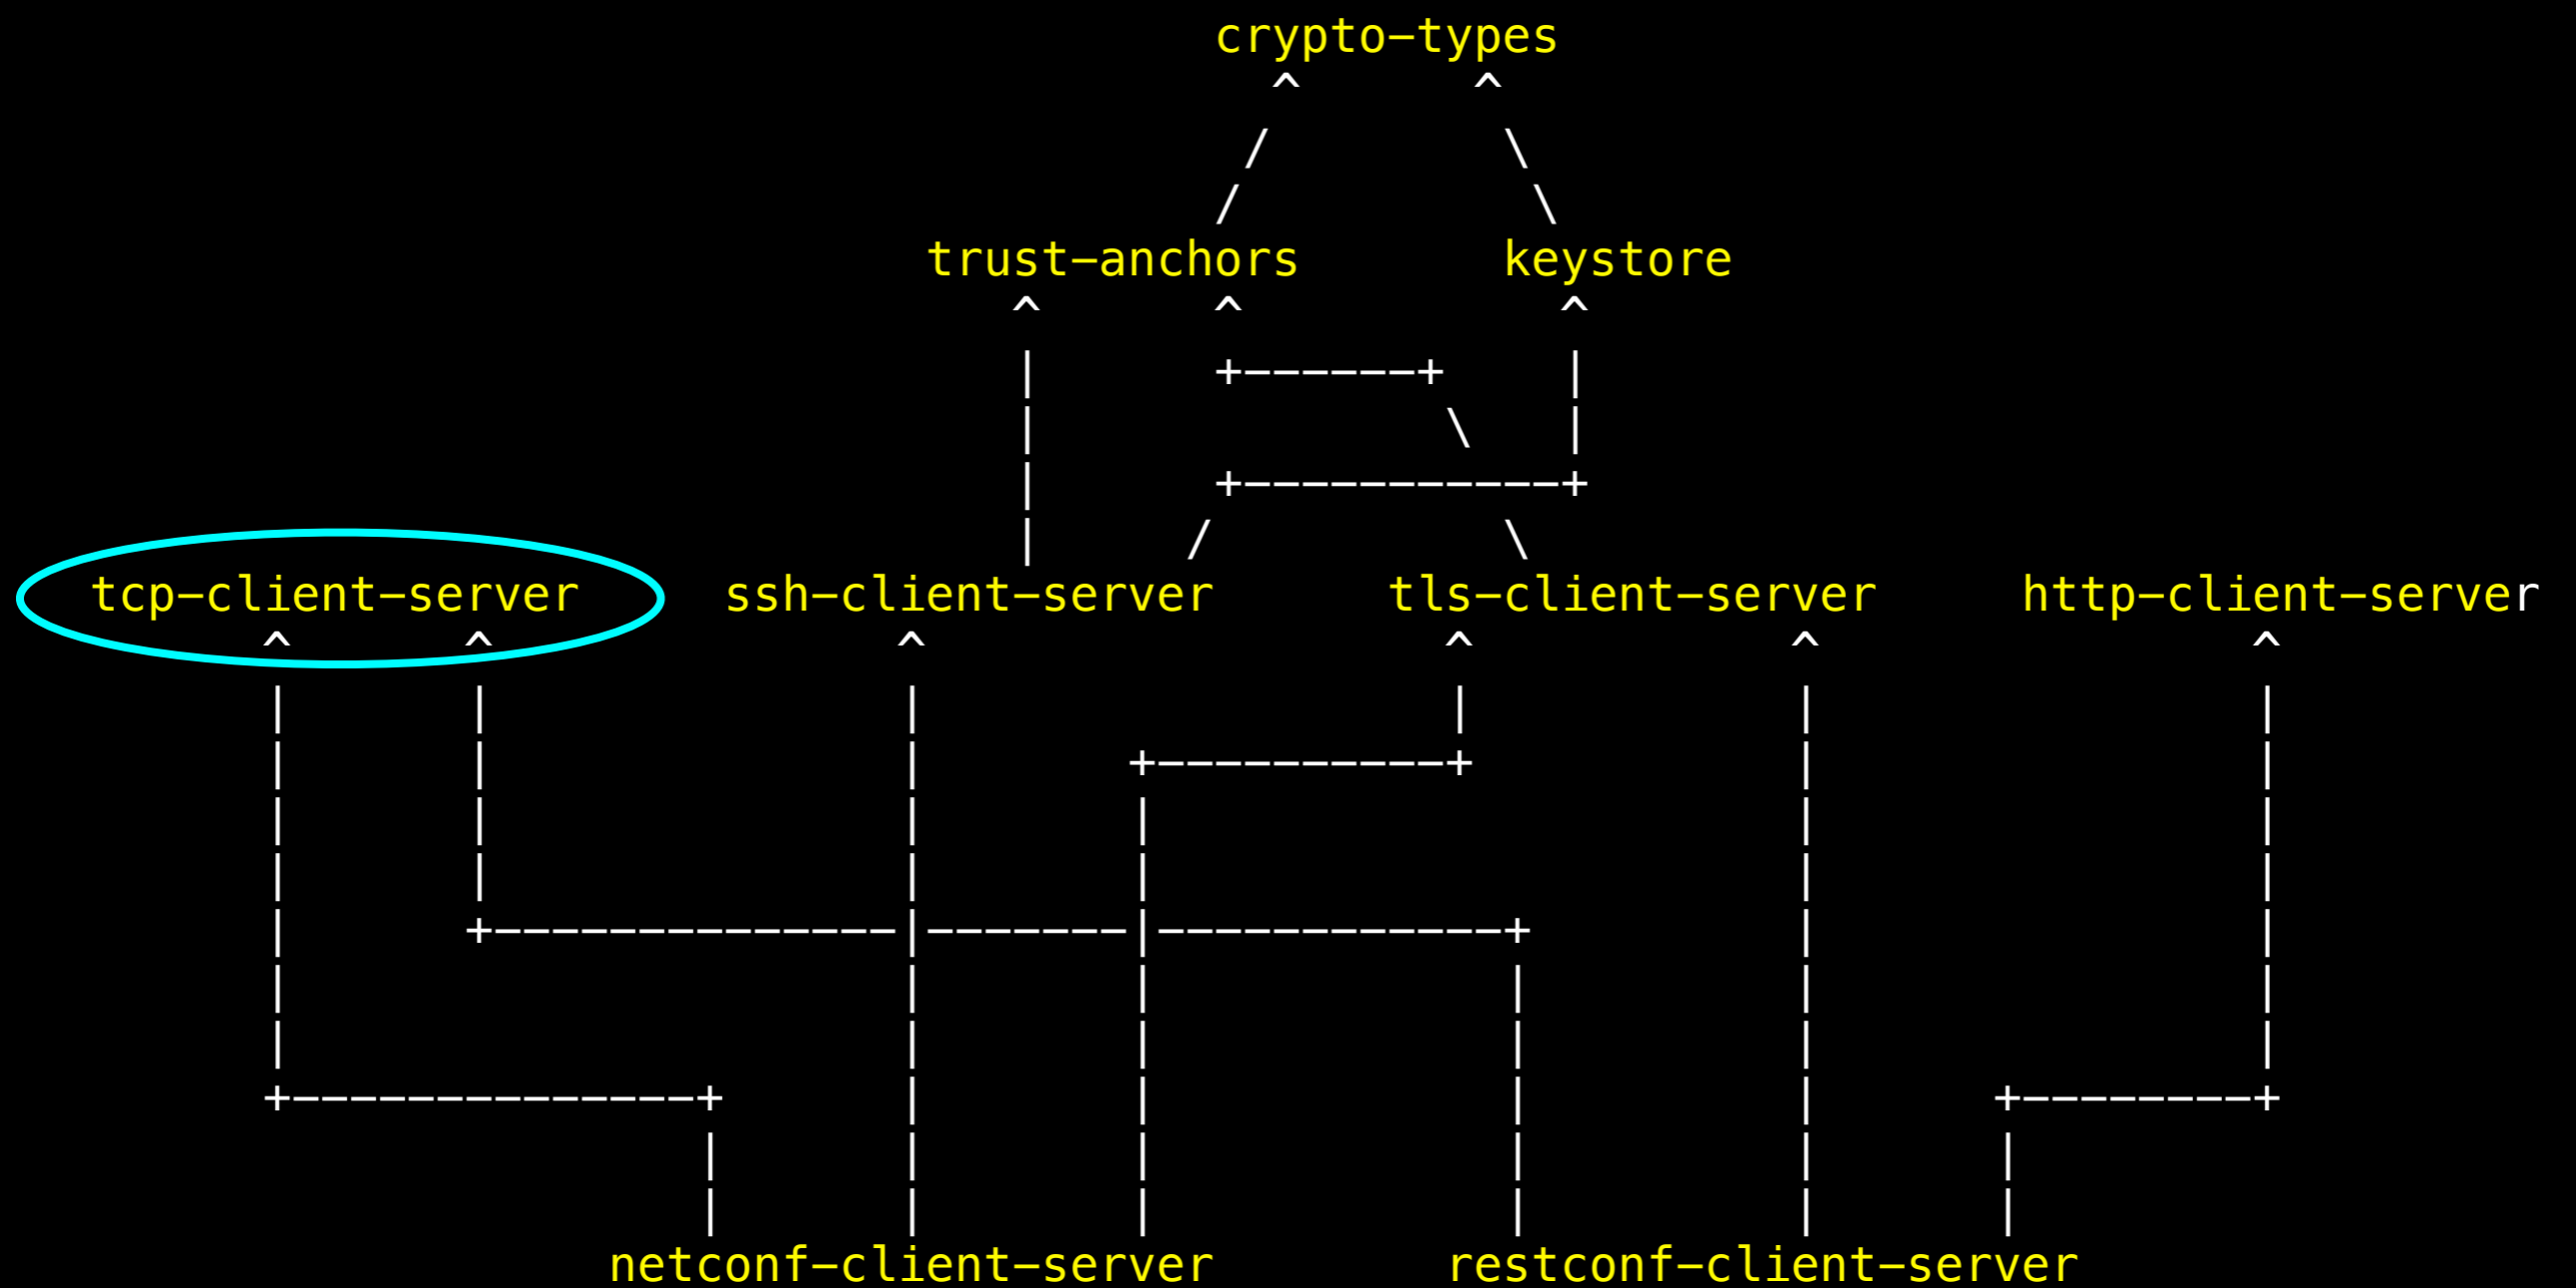 crypto-types
trust-anchors keystore
tcp-client-server ssh-client-server tls-client-server http-client-server
netconf-client-server restconf-client-server